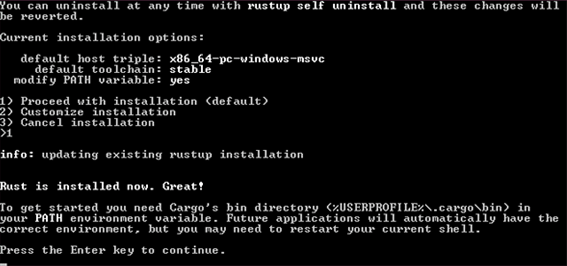 You can uninstall at any time with rustup self uninstall and these changes will
be reverted.
Current installation options:
default host triple: x86_64-pc-windows-msvc
default toolchain: stable
modify PATH variable: yes
1) Proceed with installation (default)
2) Customize installation
3) Cancel installation
>1
info: updating existing rustup installation
Rust is installed now. Great!
To get started you need Cargo's bin directory (%USERPROFILE%\.cargo\bin) in
your PATH environment variable. Future applications will automatically have the
correct environment, but you may need to restart your current shell.
Press the Enter key to continue.